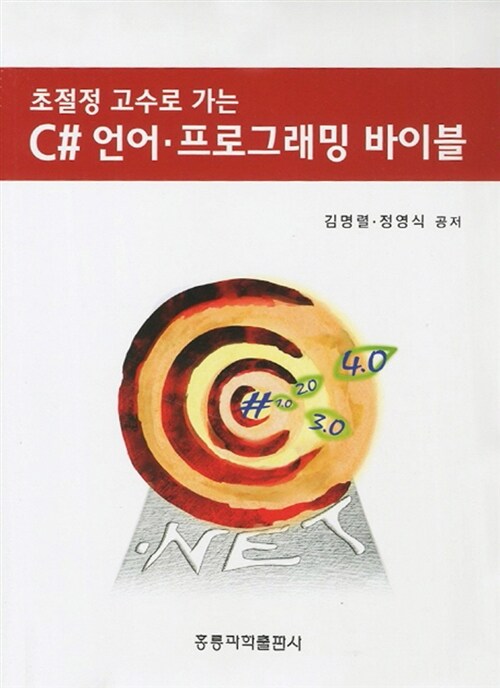 초절정 고수로 가는
C# 언어·프로그래밍 바이블
김명렬·정영식 공저
4.0
2.0
# 1.0
3.0
.NET
홍릉과학출판사